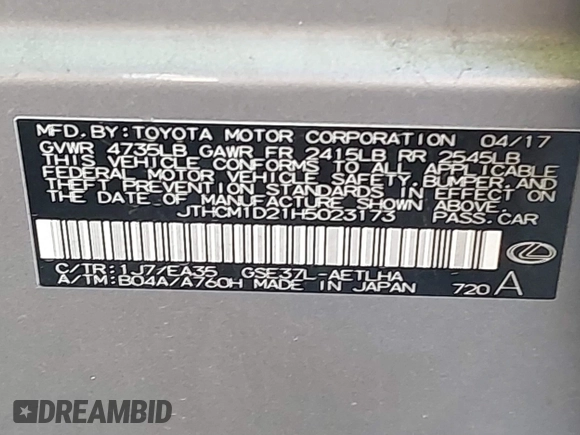 MFD.BY:TOYOTA MOTOR CORPORATION 04/17
GVWR 4735LB GAWR FR 2415LB RR 2545LB
THIS VEHICLE CONFORMS TO ALL APPLICABLE
FEDERAL MOTOR VEHICLE SAFETY, BUMPER, AND
THEFT PREVENTION STANDARDS IN EFFECT ON
THE DATE OF MANUFACTURE SHOWN ABOVE.
JTHCM1D21H5023173 PASS.CAR
C/TR:1J7/EA35 GSE37L-AETLHA
A/TM:B04A/A760H MADE IN JAPAN 720 A
DREAMBID